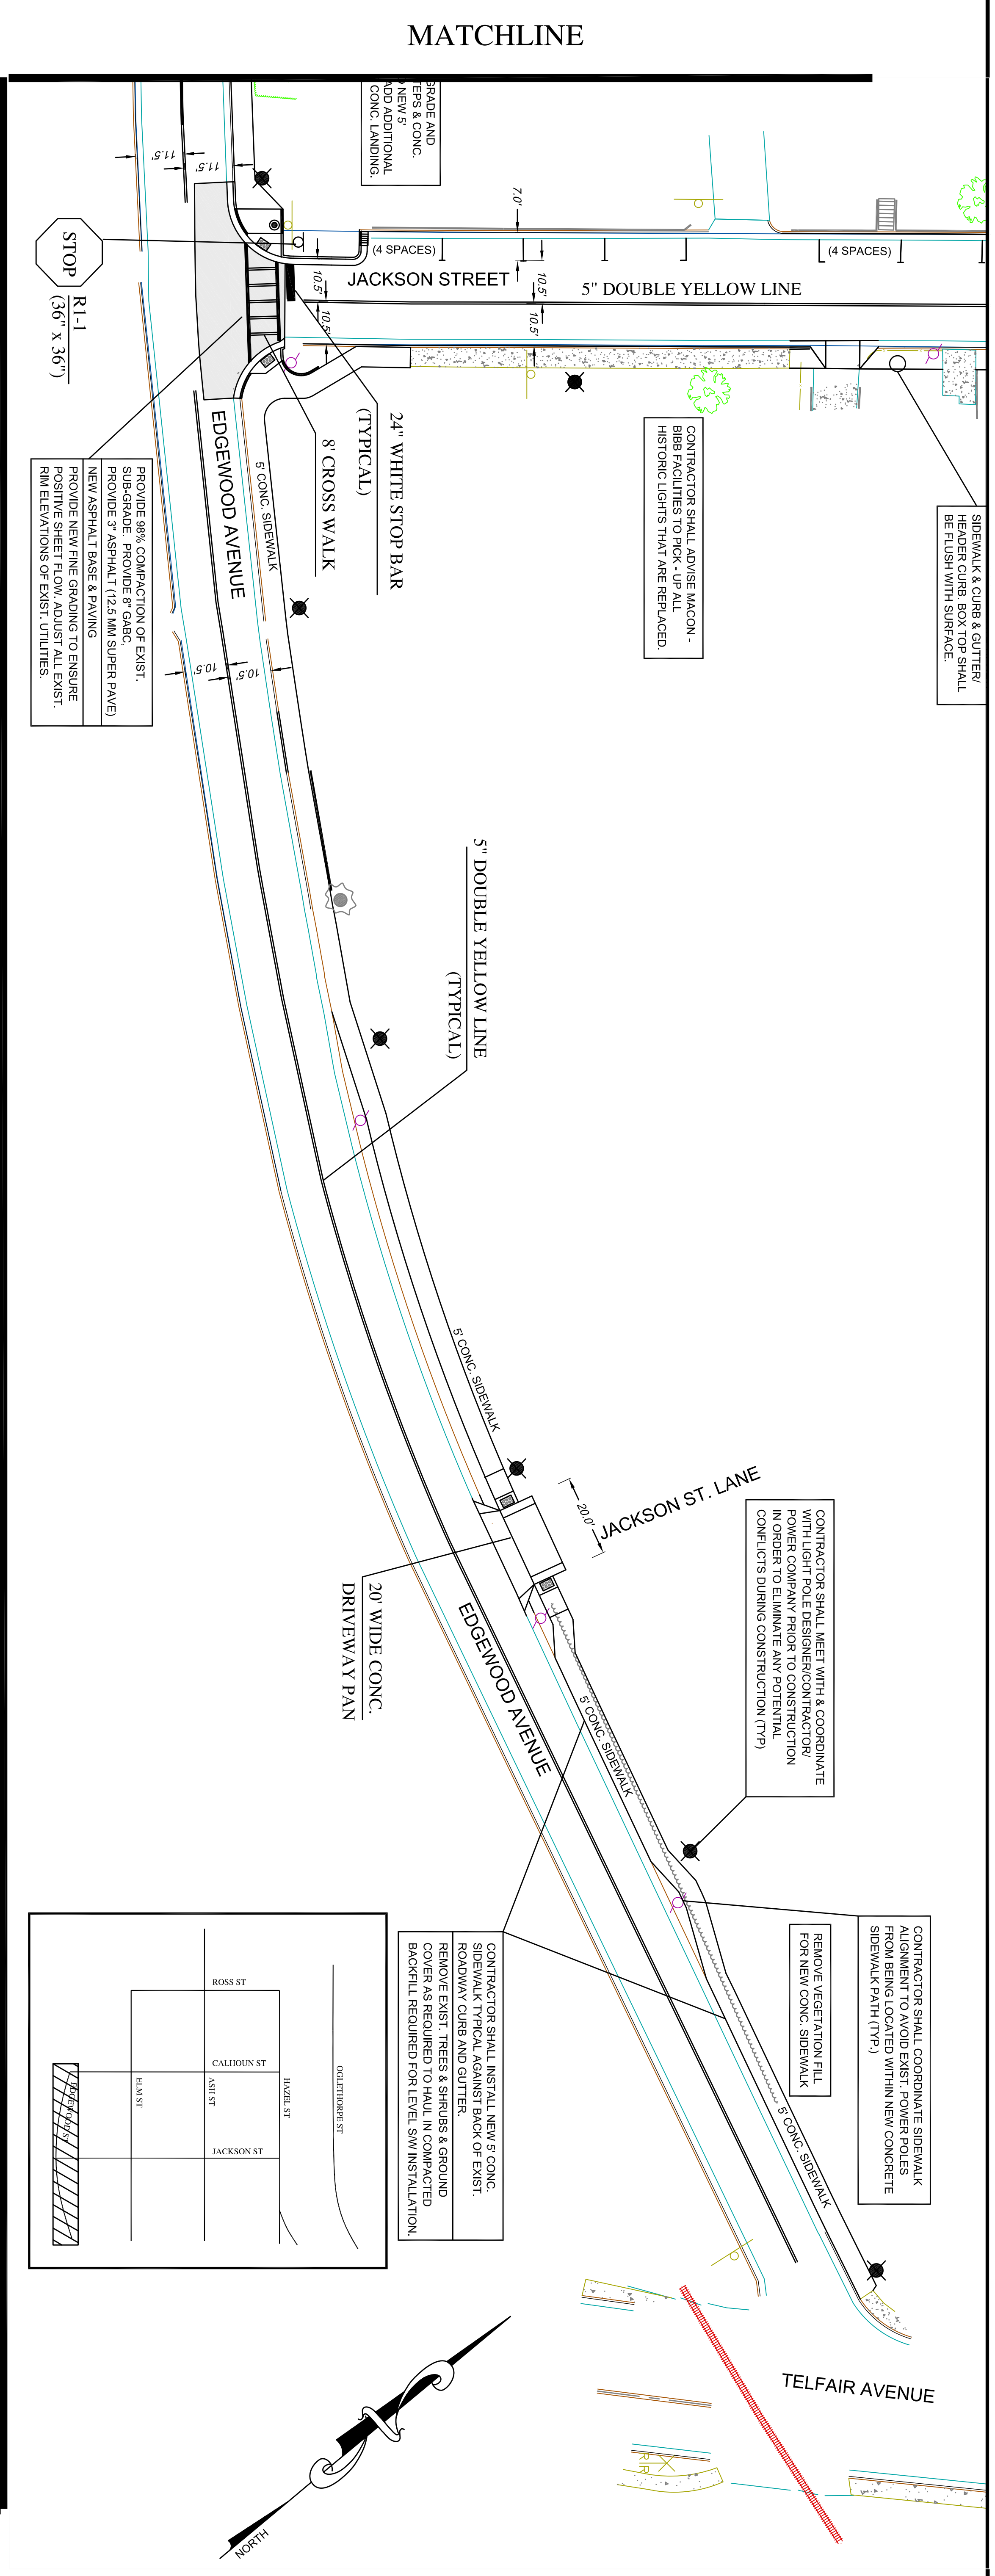 MATCHLINE
GRADE AND
TEPS & CONC.
NEW 5'
ADD ADDITIONAL
CONC. LANDING.
11.5'
11.5'
7.0'
(4 SPACES)
(4 SPACES)
10.5'
10.5'
JACKSON STREET
5" DOUBLE YELLOW LINE
10.5'
10.5'
STOP
R1-1
(36" x 36")
24" WHITE STOP BAR
(TYPICAL)
8' CROSS WALK
EDGEWOOD AVENUE
5' CONC. SIDEWALK
CONTRACTOR SHALL ADVISE MACON -
BIBB FACILITIES TO PICK - UP ALL
HISTORIC LIGHTS THAT ARE REPLACED.
SIDEWALK & CURB & GUTTER/
HEADER CURB. BOX TOP SHALL
BE FLUSH WITH SURFACE.
PROVIDE 98% COMPACTION OF EXIST.
SUB-GRADE. PROVIDE 8" GABC,
PROVIDE 3" ASPHALT (12.5 MM SUPER PAVE)
NEW ASPHALT BASE & PAVING
PROVIDE NEW FINE GRADING TO ENSURE
POSITIVE SHEET FLOW. ADJUST ALL EXIST.
RIM ELEVATIONS OF EXIST. UTILITIES.
10.5'
10.5'
5" DOUBLE YELLOW LINE
(TYPICAL)
5' CONC. SIDEWALK
20.0'
JACKSON ST. LANE
20' WIDE CONC.
DRIVEWAY PAN
EDGEWOOD AVENUE
CONTRACTOR SHALL MEET WITH & COORDINATE
WITH LIGHT POLE DESIGNER/CONTRACTOR/
POWER COMPANY PRIOR TO CONSTRUCTION
IN ORDER TO ELIMINATE ANY POTENTIAL
CONFLICTS DURING CONSTRUCTION (TYP)
5' CONC. SIDEWALK
CONTRACTOR SHALL COORDINATE SIDEWALK
ALIGNMENT TO AVOID EXIST. POWER POLES
FROM BEING LOCATED WITHIN NEW CONCRETE
SIDEWALK PATH (TYP.)
REMOVE VEGETATION FILL
FOR NEW CONC. SIDEWALK
CONTRACTOR SHALL INSTALL NEW 5' CONC.
SIDEWALK TYPICAL AGAINST BACK OF EXIST.
ROADWAY CURB AND GUTTER.
REMOVE EXIST. TREES & SHRUBS & GROUND
COVER AS REQUIRED TO HAUL IN COMPACTED
BACKFILL REQUIRED FOR LEVEL S/W INSTALLATION.
5' CONC. SIDEWALK
ROSS ST
CALHOUN ST
JACKSON ST
OGLETHORPE ST
HAZEL ST
ASH ST
ELM ST
EDGEWOOD ST
TELFAIR AVENUE
R R
NORTH